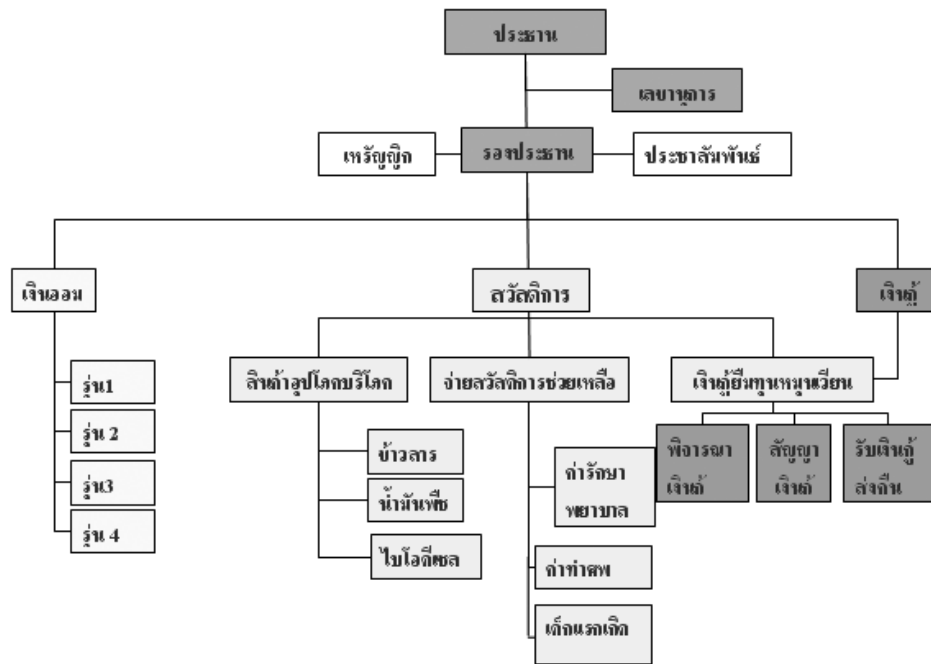 ประธาน
เลขานุการ
เหรัญญิก
รองประธาน
ประชาสัมพันธ์
เงินออม
สวัสดิการ
เงินกู้
สินค้าอุปโภคบริโภค
จ่ายสวัสดิการช่วยเหลือ
เงินกู้ยืมทุนหมุนเวียน
รุ่น1
รุ่น 2
รุ่น3
รุ่น 4
ข้าวสาร
น้ำมันพืช
ไบโอดีเซล
ค่ารักษา
พยาบาล
ค่าทำศพ
เด็กแรกเกิด
พิจารณา
เงินกู้
สัญญา
เงินกู้
รับเงินกู้
ส่งคืน